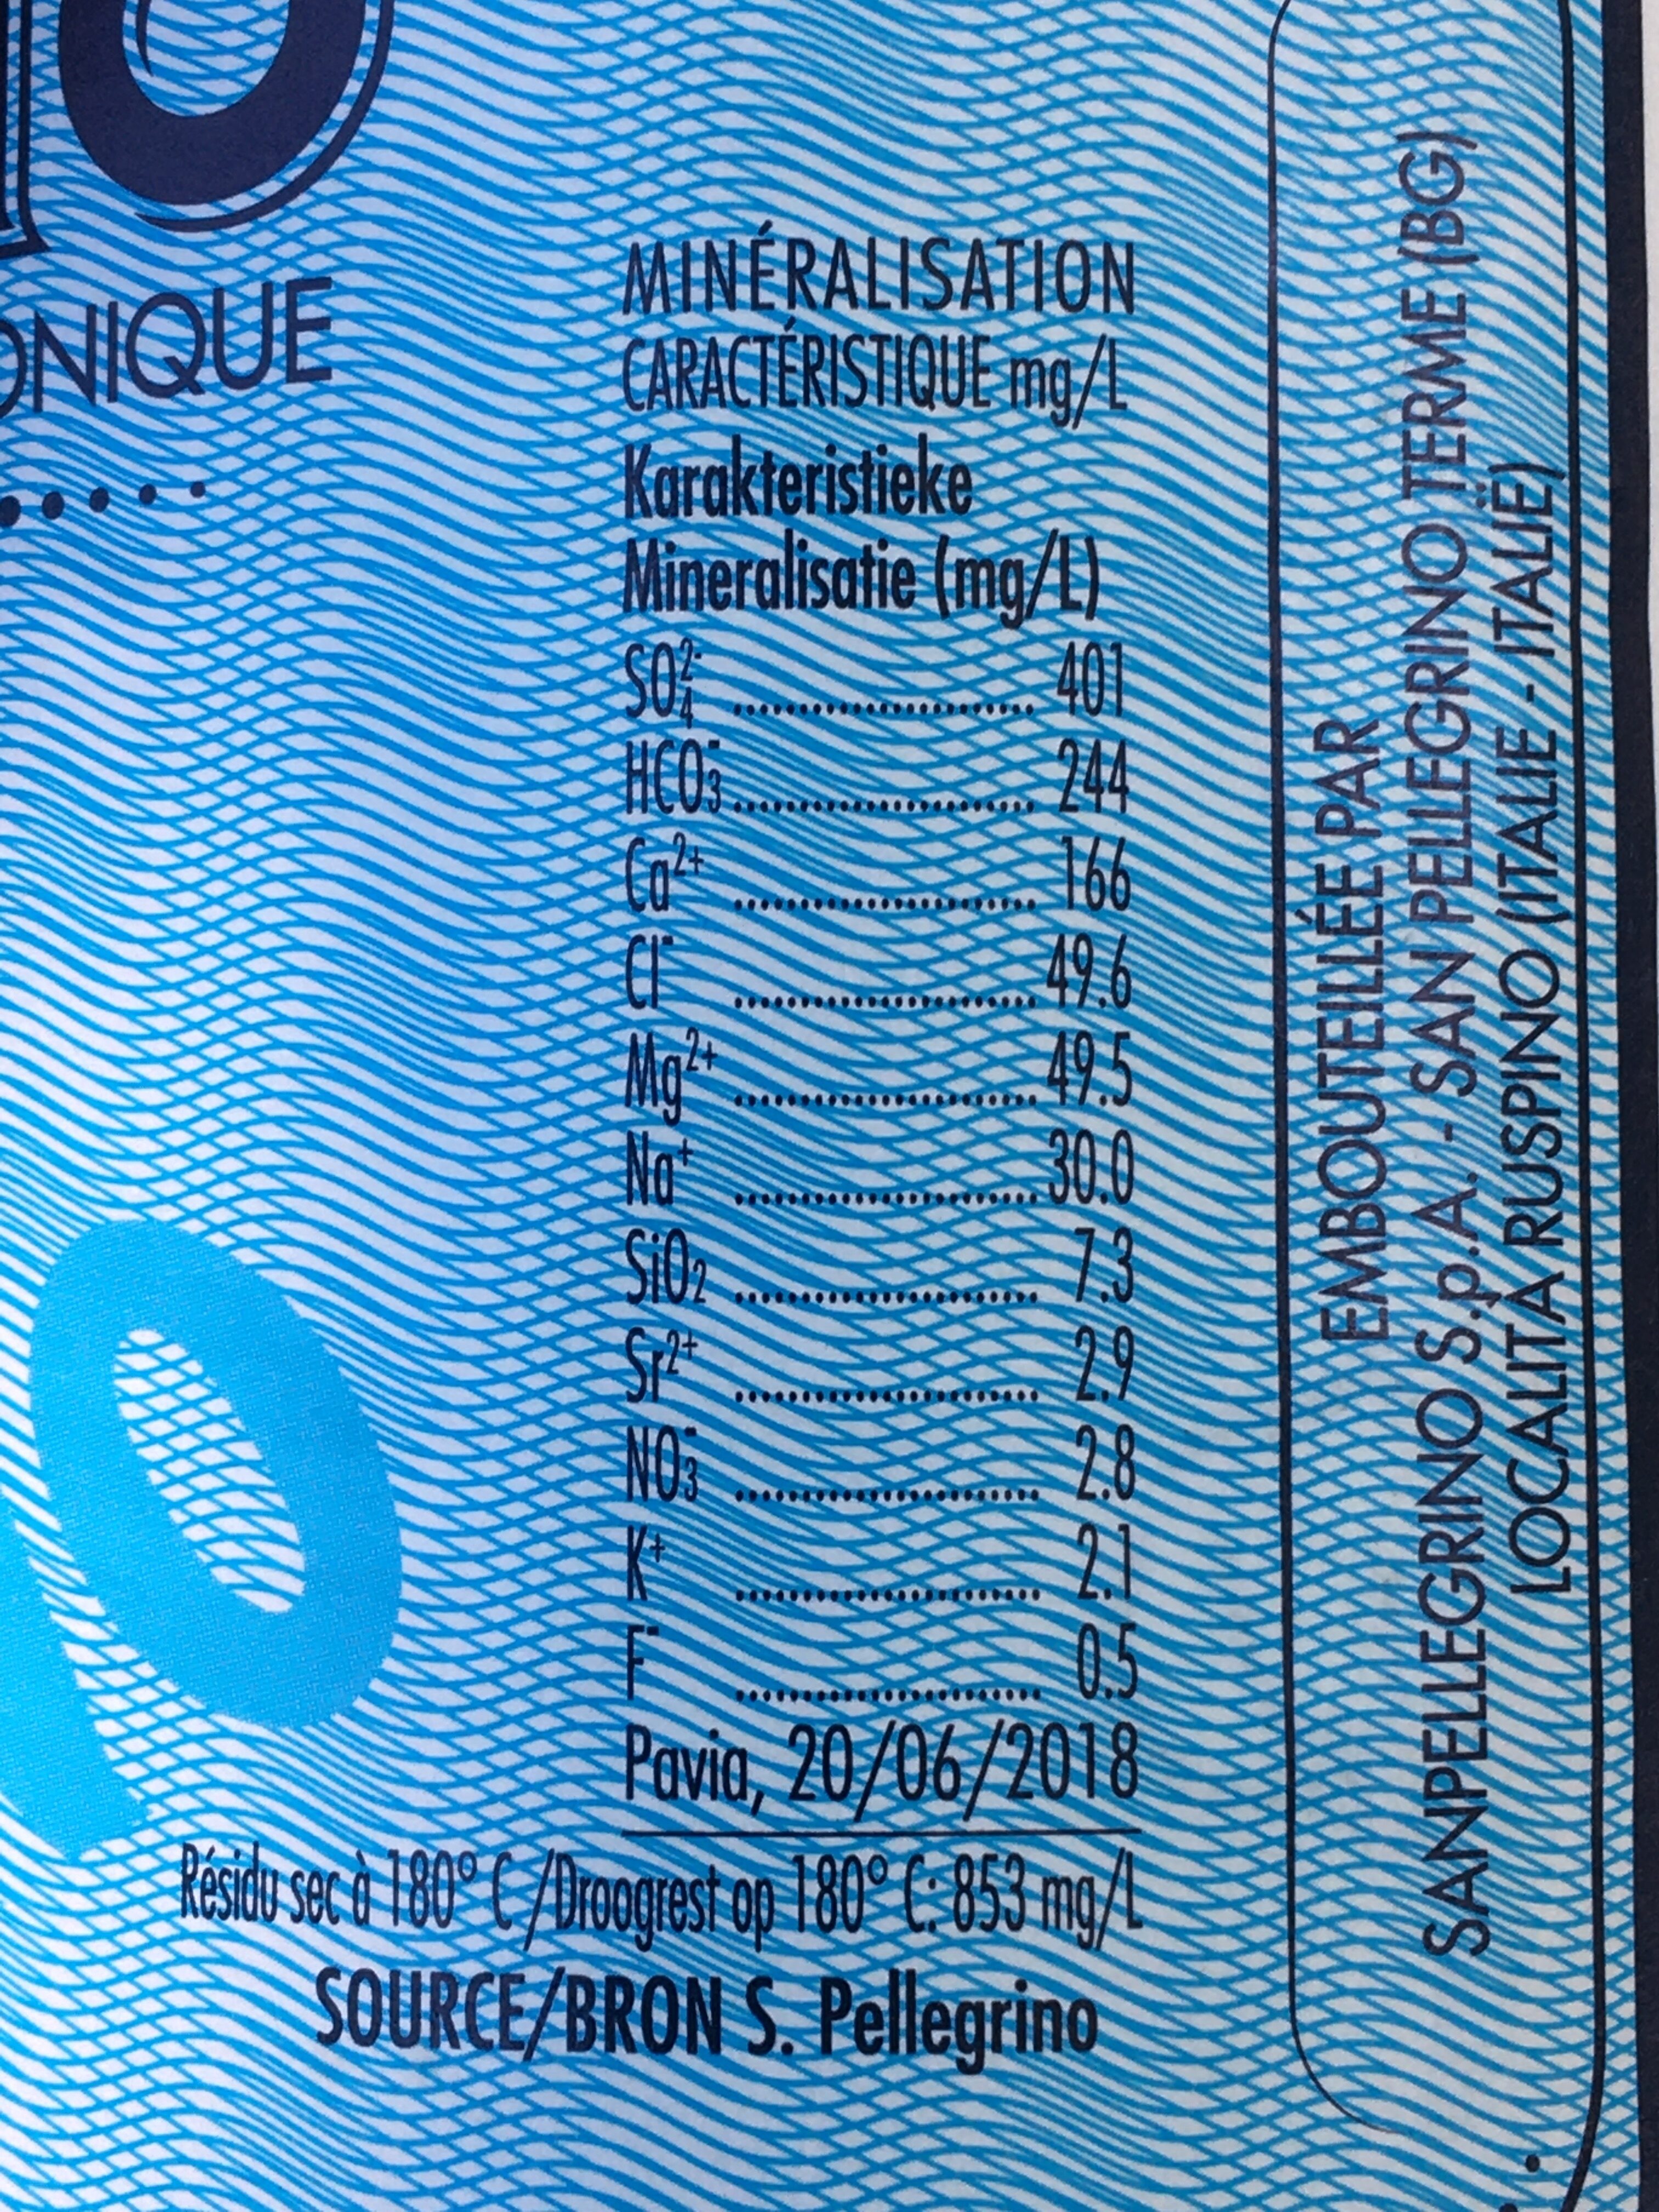 ONIQUE
MINÉRALISATION
CARACTÉRISTIQUE mg/L
Karakteristieke
Mineralisatie (mg/L)
SO₄²⁻ ........................ 401
HCO₃⁻ ........................ 244
Ca²⁺ ........................ 166
Cl⁻ ........................ 49.6
Mg²⁺ ........................ 49.5
Na⁺ ........................ 30.0
SiO₂ ........................ 7.3
Sr²⁺ ........................ 2.9
NO₃⁻ ........................ 2.8
K⁺ ........................ 2.1
F⁻ ........................ 0.5
Pavia, 20/06/2018
Résidu sec à 180° C /Droogrest op 180° C: 853 mg/L
SOURCE/BRON S. Pellegrino
EMBOUTEILLÉE PAR
SANPELLEGRINO S.p.A. - SAN PELLEGRINO TERME (BG)
LOCALITÀ RUSPINO (ITALIE - ITALIË)